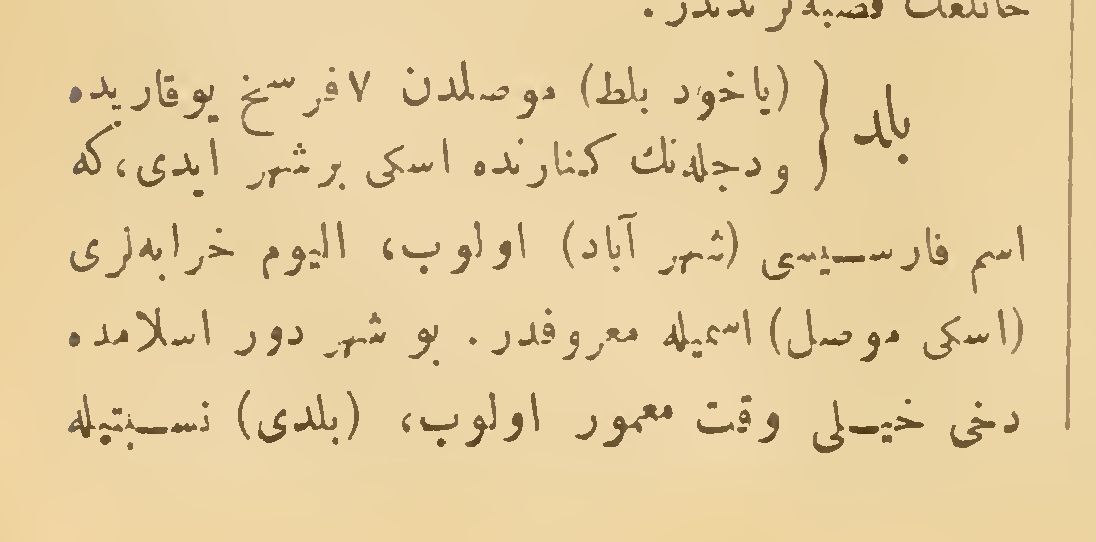 خانلغك قصبه‌لرندندر .
بلد { (یاخود بلط) موصلدن ۷ فرسخ یوقاریده
ودجله‌نك كنارنده اسكی برشهر ایدی، كه
اسم فارسیسی (شهر آباد) اولوب، الیوم خرابه‌لری
(اسكی موصل) اسمیله معروفدر . بو شهر دور اسلامده
دخی خیلی وقت معمور اولوب، (بلدی) نسبتیله